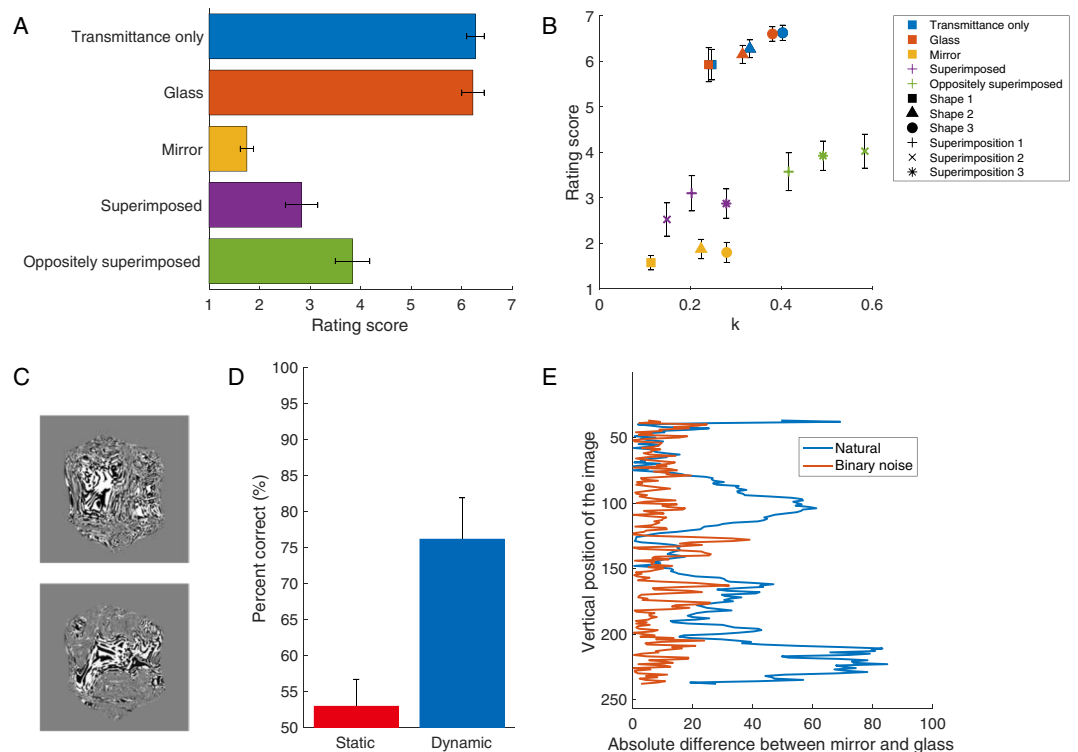 A
Transmittance only
Glass
Mirror
Superimposed
Oppositely superimposed
1 2 3 4 5 6 7
Rating score
B
7
6
5
4
3
2
1
Rating score
0 0.2 0.4 0.6
k
Transmittance only
Glass
Mirror
Superimposed
Oppositely superimposed
Shape 1
Shape 2
Shape 3
Superimposition 1
Superimposition 2
Superimposition 3
C
D
100
95
90
85
80
75
70
65
60
55
50
Percent correct (%)
Static Dynamic
E
50
100
150
200
250
Vertical position of the image
Natural
Binary noise
0 20 40 60 80 100
Absolute difference between mirror and glass